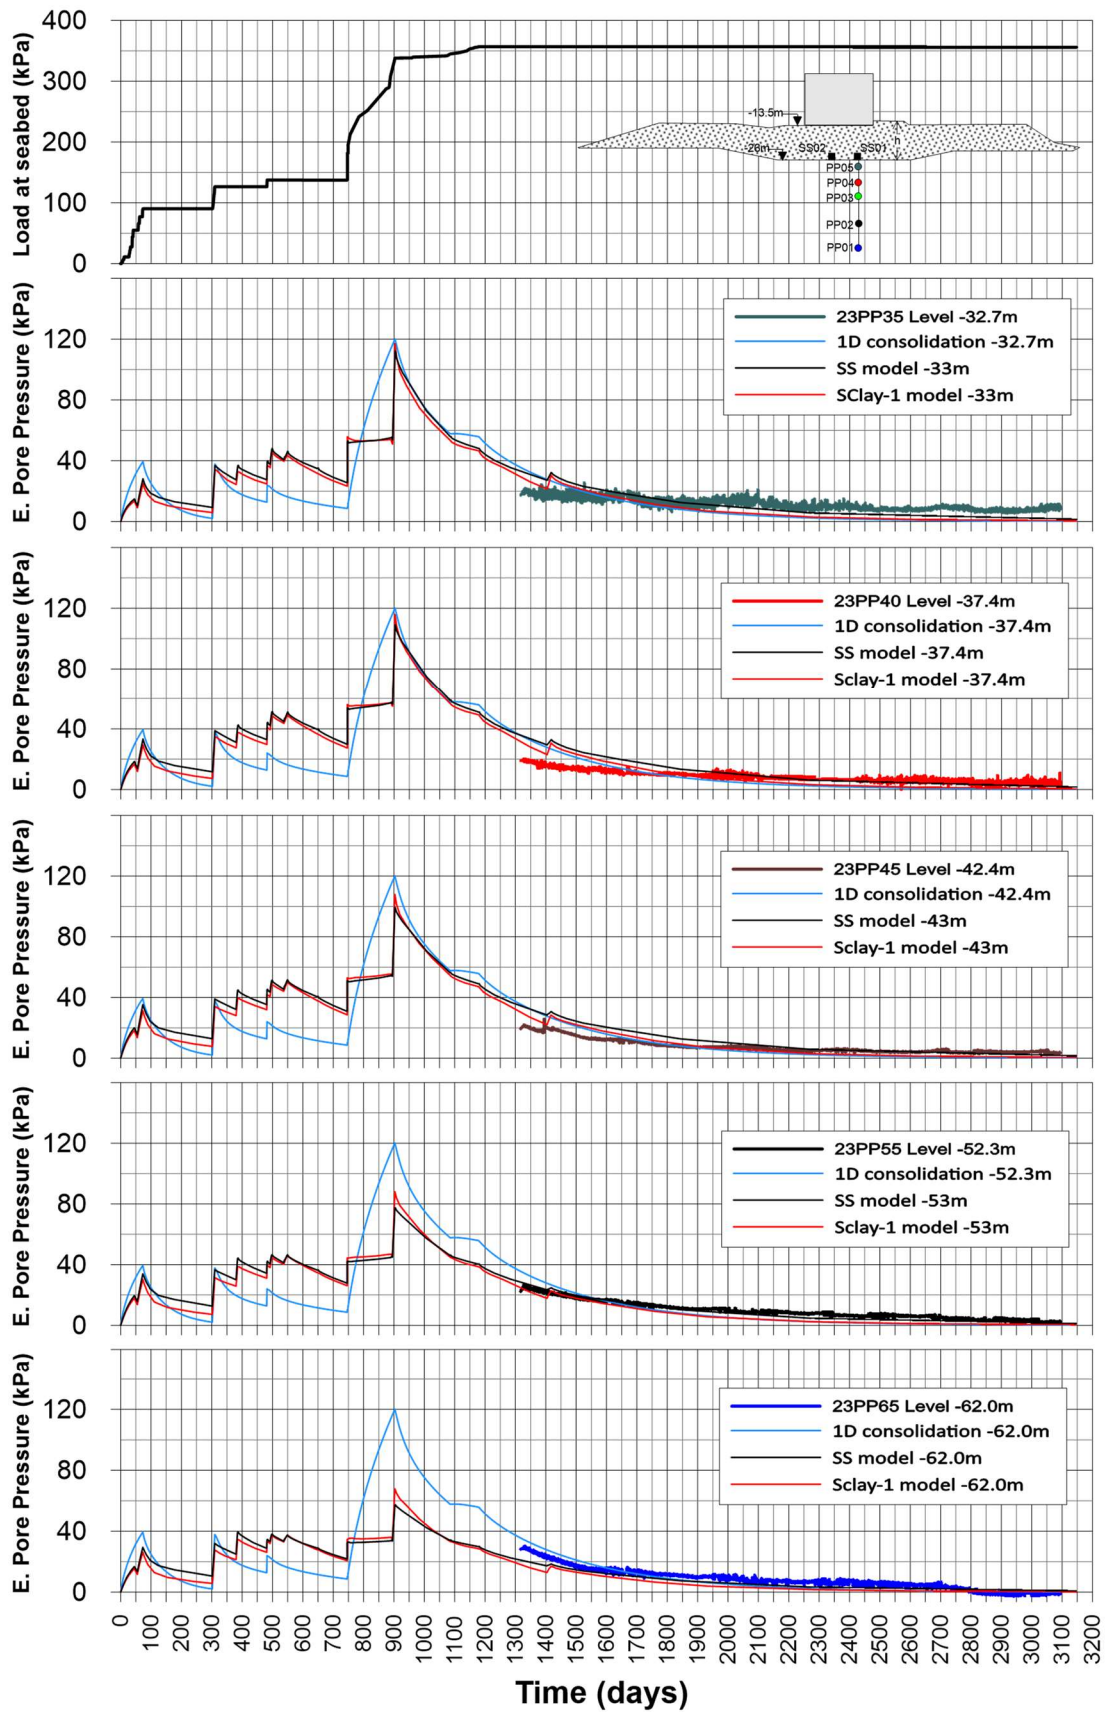 Load at seabed (kPa)
400
300
200
100
0
-13.5m
-28m
SS02
SS01
h
PP05
PP04
PP03
PP02
PP01
E. Pore Pressure (kPa)
120
80
40
0
23PP35 Level -32.7m
1D consolidation -32.7m
SS model -33m
SClay-1 model -33m
E. Pore Pressure (kPa)
120
80
40
0
23PP40 Level -37.4m
1D consolidation -37.4m
SS model -37.4m
Sclay-1 model -37.4m
E. Pore Pressure (kPa)
120
80
40
0
23PP45 Level -42.4m
1D consolidation -42.4m
SS model -43m
Sclay-1 model -43m
E. Pore Pressure (kPa)
120
80
40
0
23PP55 Level -52.3m
1D consolidation -52.3m
SS model -53m
Sclay-1 model -53m
E. Pore Pressure (kPa)
120
80
40
0
23PP65 Level -62.0m
1D consolidation -62.0m
SS model -62.0m
Sclay-1 model -62.0m
0 100 200 300 400 500 600 700 800 900 1000 1100 1200 1300 1400 1500 1600 1700 1800 1900 2000 2100 2200 2300 2400 2500 2600 2700 2800 2900 3000 3100 3200
Time (days)